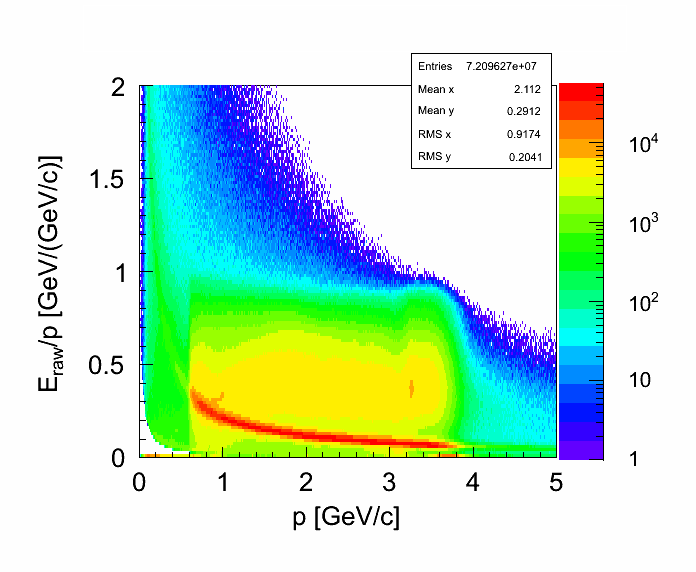 Entries 7.209627e+07
Mean x 2.112
Mean y 0.2912
RMS x 0.9174
RMS y 0.2041
E_raw/p [GeV/(GeV/c)]
2
1.5
1
0.5
0
0 1 2 3 4 5
p [GeV/c]
10^4
10^3
10^2
10
1